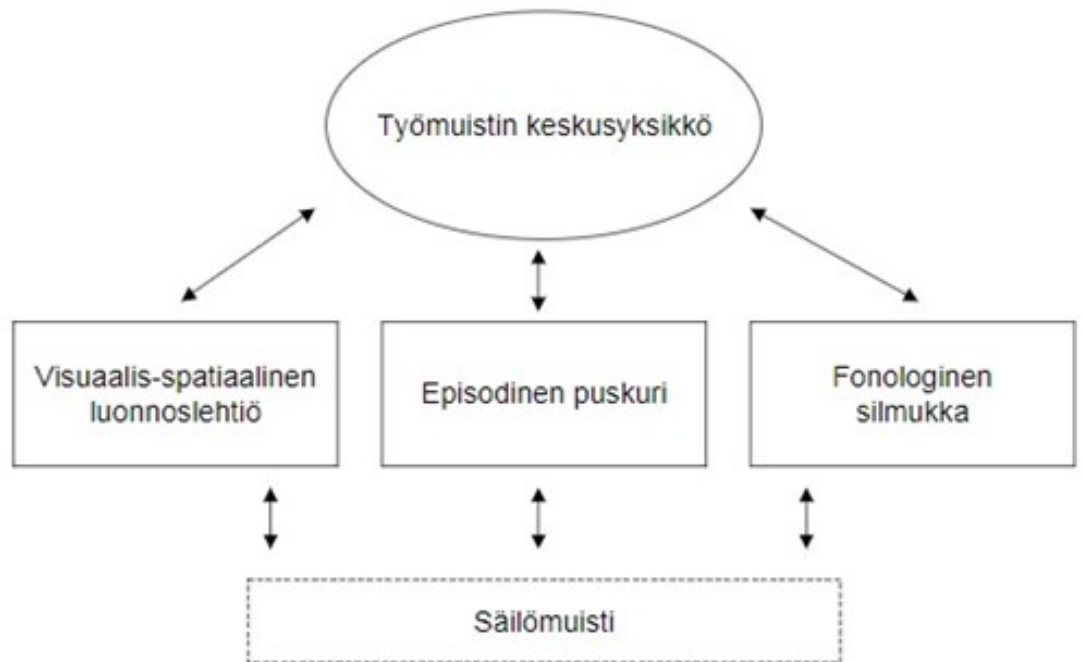 Työmuistin keskusyksikkö
Visuaalis-spatiaalinen
luonnoslehtiö
Episodinen puskuri
Fonologinen
silmukka
Säilömuisti